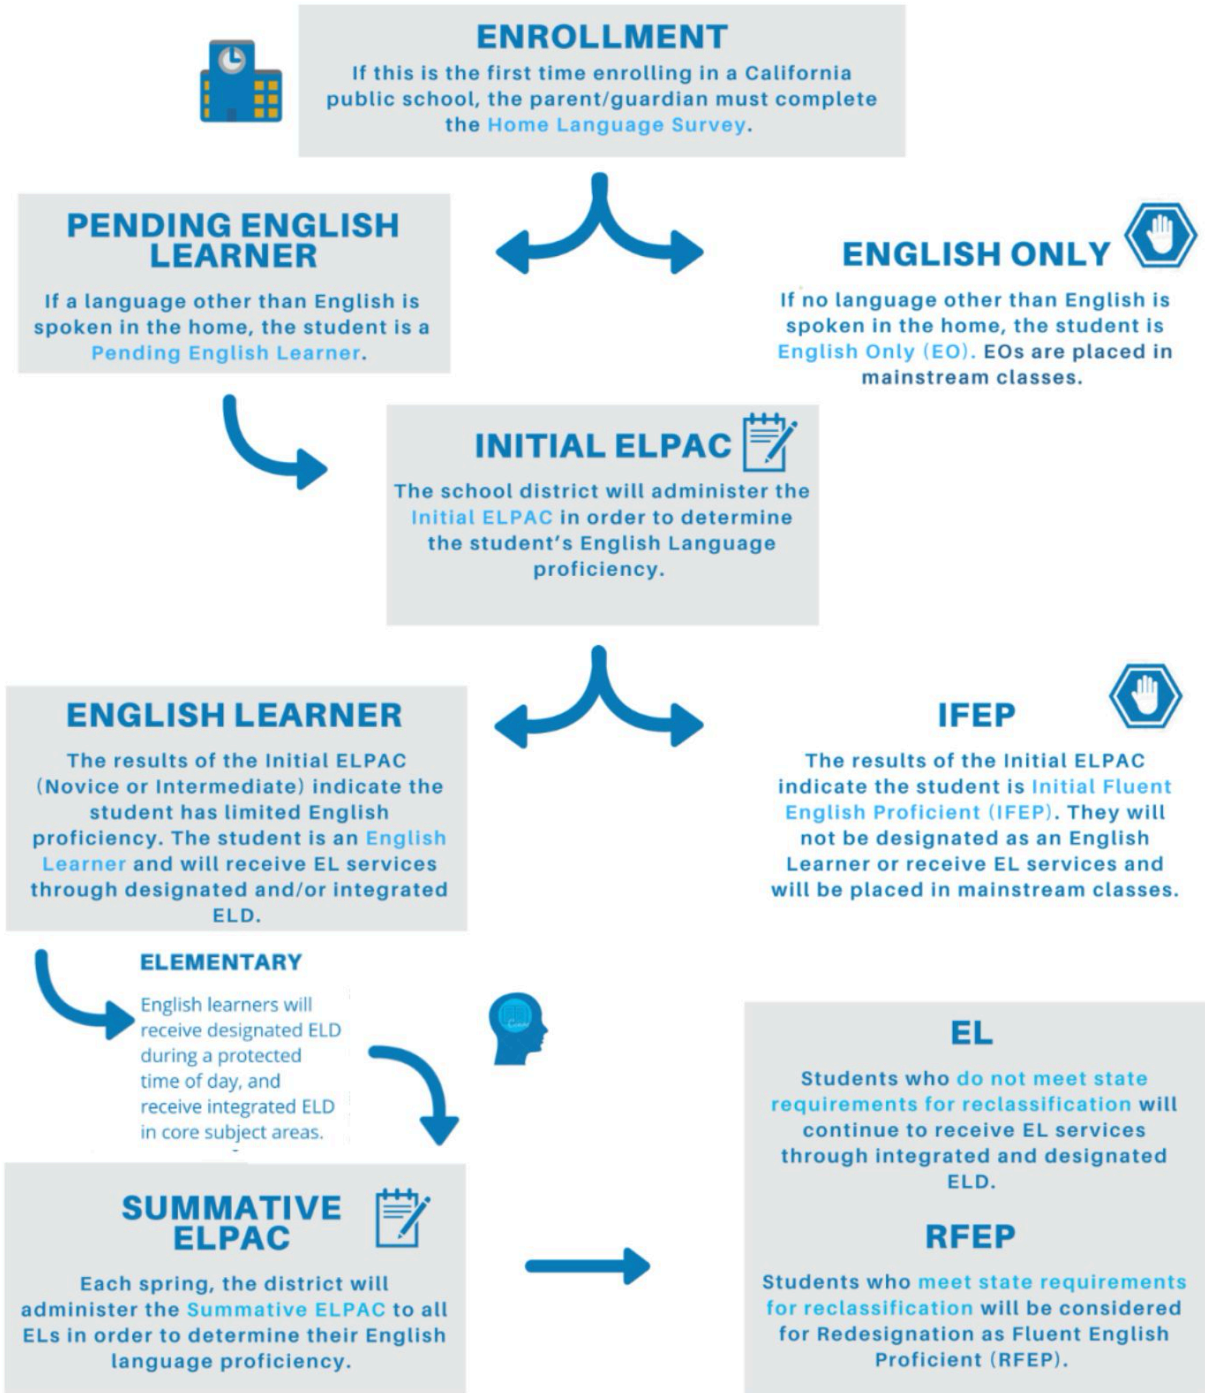 ENROLLMENT
If this is the first time enrolling in a California
public school, the parent/guardian must complete
the Home Language Survey.
PENDING ENGLISH
LEARNER
If a language other than English is
spoken in the home, the student is a
Pending English Learner.
ENGLISH ONLY
If no language other than English is
spoken in the home, the student is
English Only (EO). EOs are placed in
mainstream classes.
INITIAL ELPAC
The school district will administer the
Initial ELPAC in order to determine
the student's English Language
proficiency.
ENGLISH LEARNER
The results of the Initial ELPAC
(Novice or Intermediate) indicate the
student has limited English
proficiency. The student is an English
Learner and will receive EL services
through designated and/or integrated
ELD.
IFEP
The results of the Initial ELPAC
indicate the student is Initial Fluent
English Proficient (IFEP). They will
not be designated as an English
Learner or receive EL services and
will be placed in mainstream classes.
ELEMENTARY
English learners will
receive designated ELD
during a protected
time of day, and
receive integrated ELD
in core subject areas.
SUMMATIVE
ELPAC
Each spring, the district will
administer the Summative ELPAC to all
ELs in order to determine their English
language proficiency.
EL
Students who do not meet state
requirements for reclassification will
continue to receive EL services
through integrated and designated
ELD.
RFEP
Students who meet state requirements
for reclassification will be considered
for Redesignation as Fluent English
Proficient (RFEP).